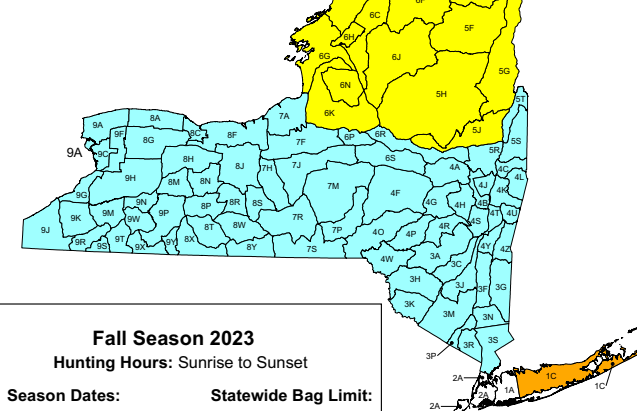 6C
6F
5F
6H
6G
6J
5G
6N
5H
5T
6K
7A
5J
8A
9A
9F
8C
8F
6P
6R
8G
7F
5S
9A
9C
5R
8H
8J
7H
7J
6S
4A
4C
4L
9H
8M
8N
7M
4J
4K
9G
4F
9N
8P
8R
8S
4G
4H
4B
9K
9M
9P
7R
4S
4T
4U
9W
8T
8W
7P
4R
9J
4O
4P
9R
9T
9Y
8X
9S
9X
8Y
7S
4Y
4Z
4W
3A
3C
3H
3J
3F
3G
3K
3M
3N
3P
3R
3S
2A
1C
1A
2A
1C
2A
Fall Season 2023
Hunting Hours: Sunrise to Sunset
Season Dates: Statewide Bag Limit: